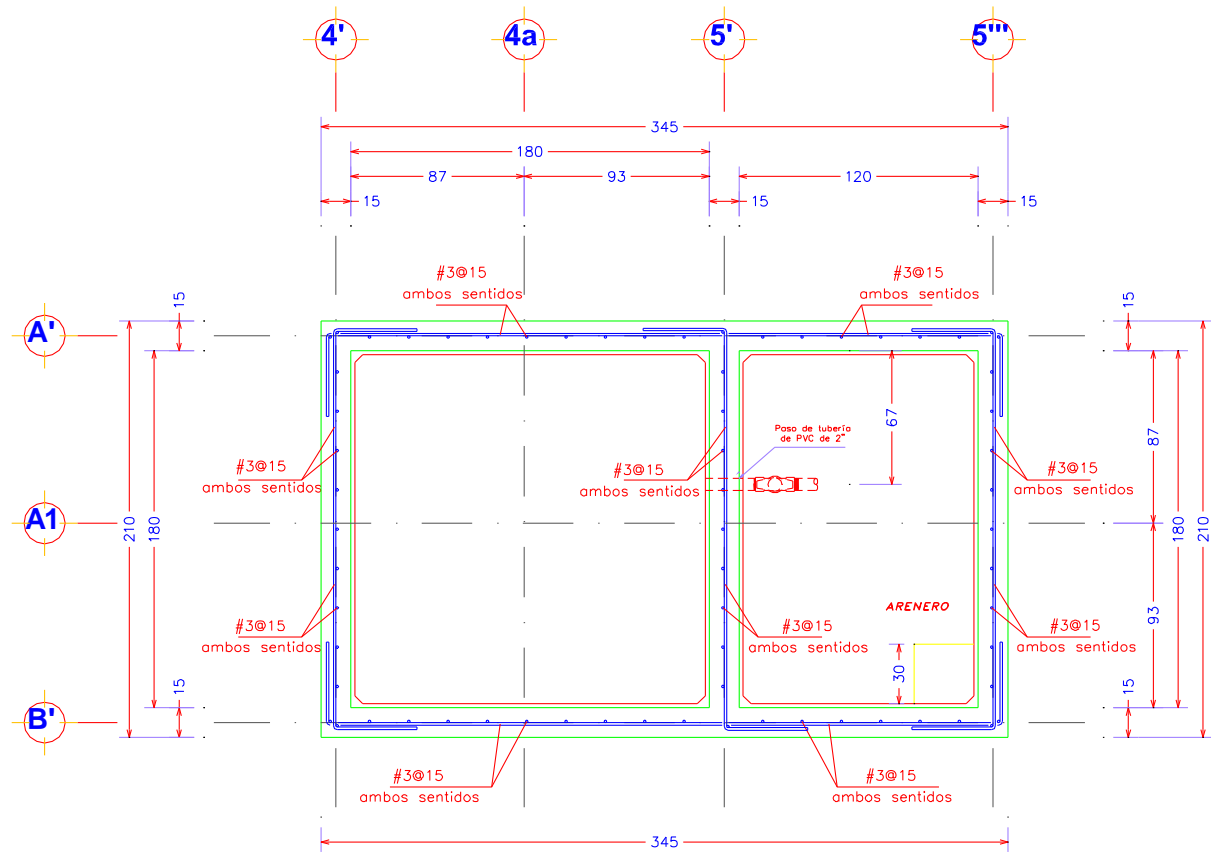 4' 4a 5' 5'''
345
180
87 93 120
15 15 15
#3@15
ambos sentidos
#3@15
ambos sentidos
15
15
A'
67
87
Paso de tubería
de PVC de 2"
#3@15
ambos sentidos
#3@15
ambos sentidos
#3@15
ambos sentidos
A1
210
180
180
210
ARENERO
93
#3@15
ambos sentidos
#3@15
ambos sentidos
#3@15
ambos sentidos
30
15
15
B'
#3@15
ambos sentidos
#3@15
ambos sentidos
345